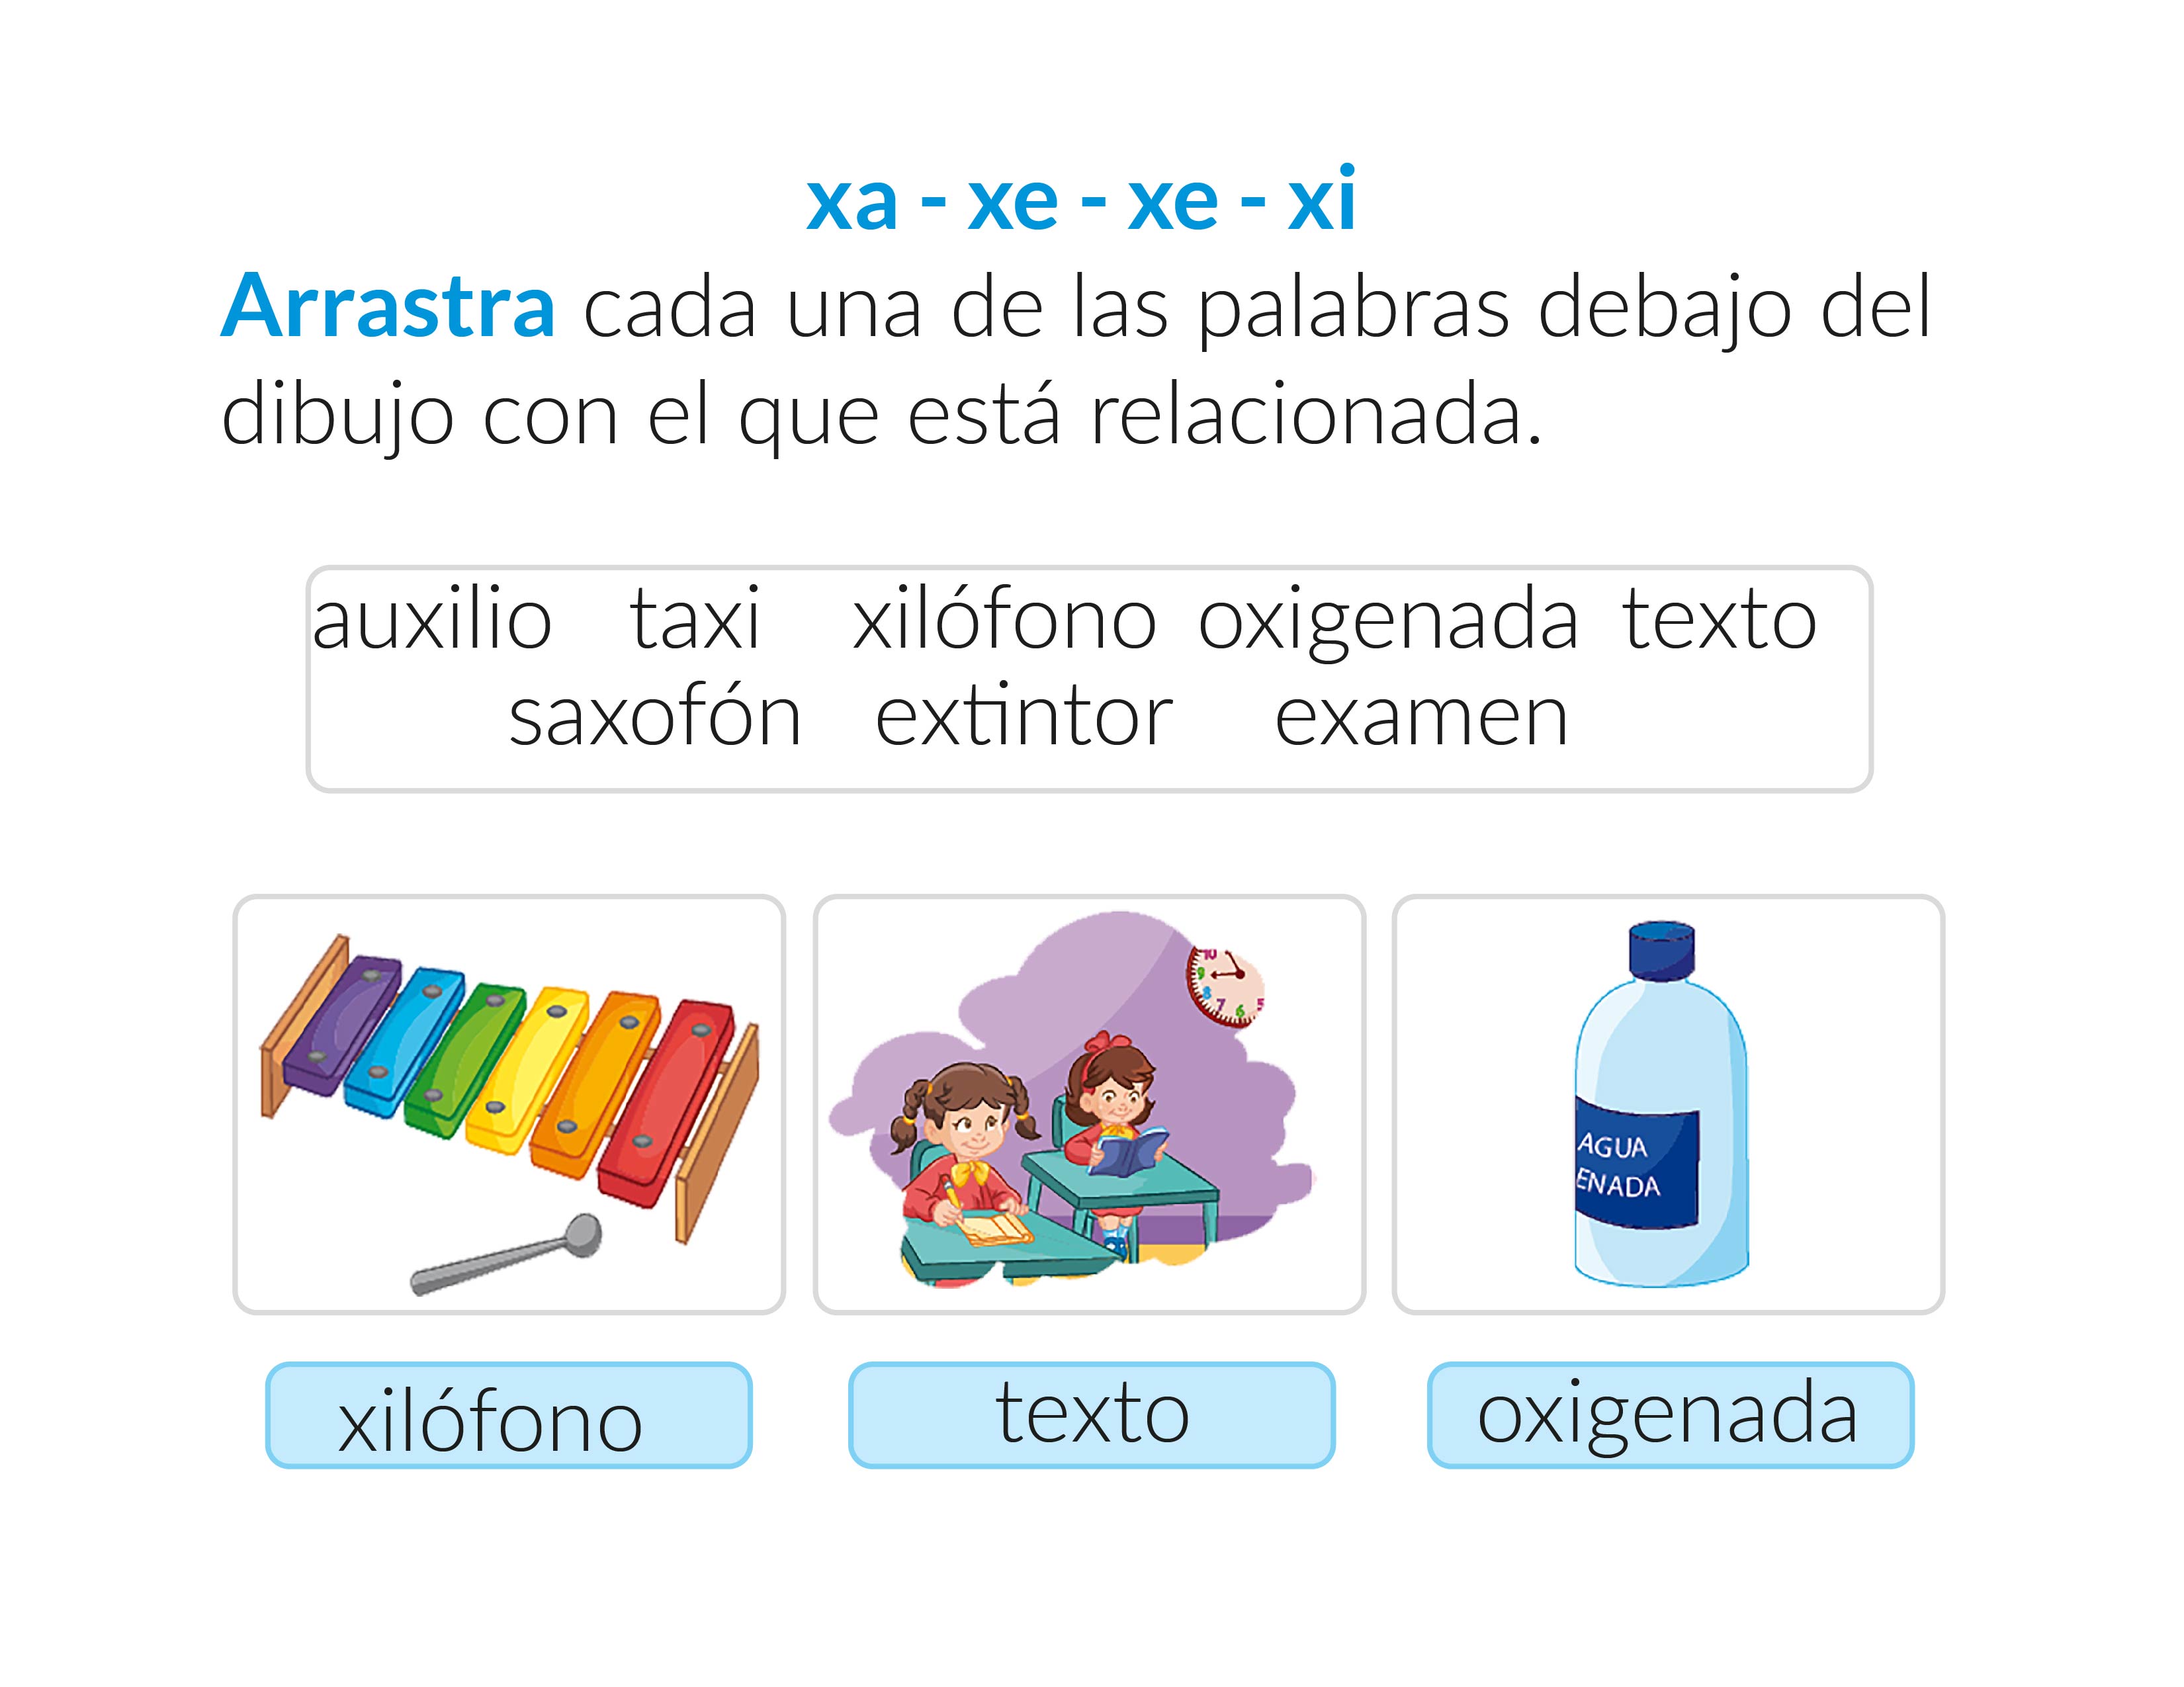 xa - xe - xe - xi
Arrastra cada una de las palabras debajo del
dibujo con el que está relacionada.
auxilio taxi xilófono oxigenada texto
saxofón extintor examen
10
9
8
7
6
5
AGUA
ENADA
xilófono texto oxigenada